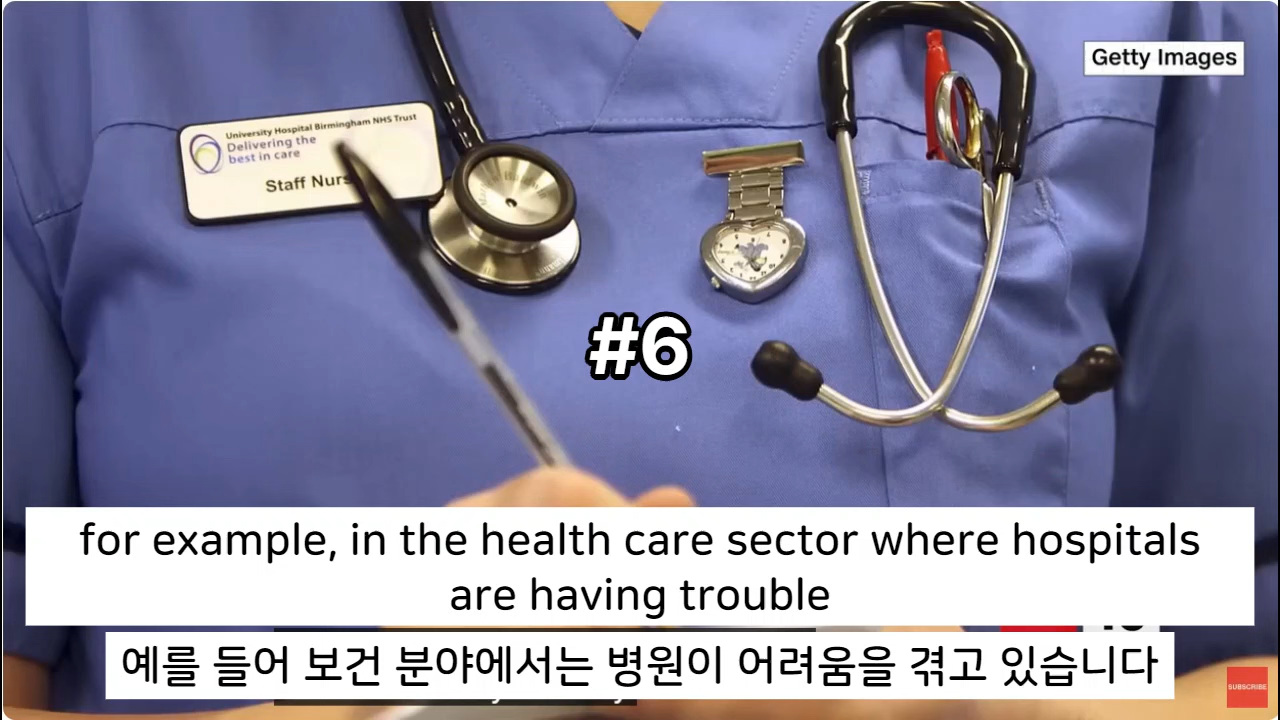 Getty Images
University Hospital Birmingham NHS Trust
Delivering the
best in care
Staff Nurs
#6
for example, in the health care sector where hospitals
are having trouble
예를 들어 보건 분야에서는 병원이 어려움을 겪고 있습니다
SUBSCRIBE